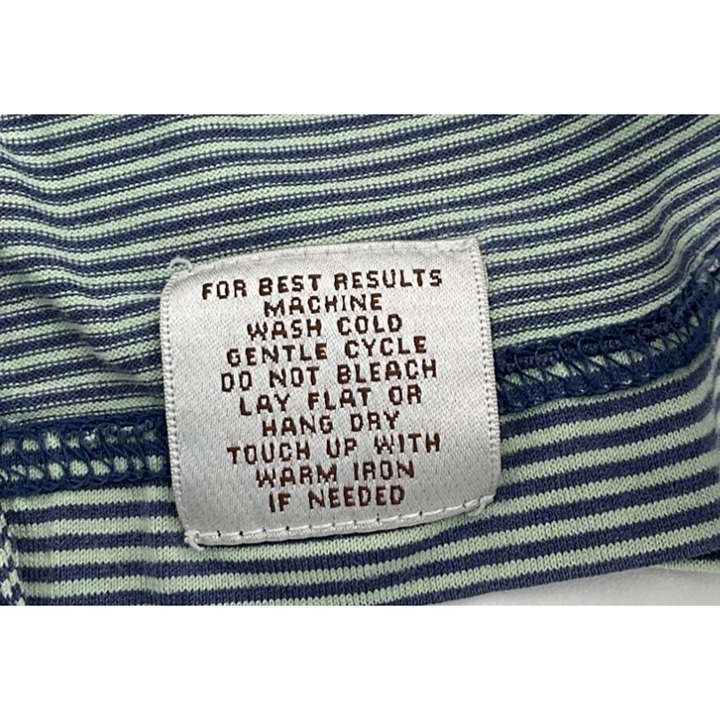 FOR BEST RESULTS
MACHINE
WASH COLD
GENTLE CYCLE
DO NOT BLEACH
LAY FLAT OR
HANG DRY
TOUCH UP WITH
WARM IRON
IF NEEDED